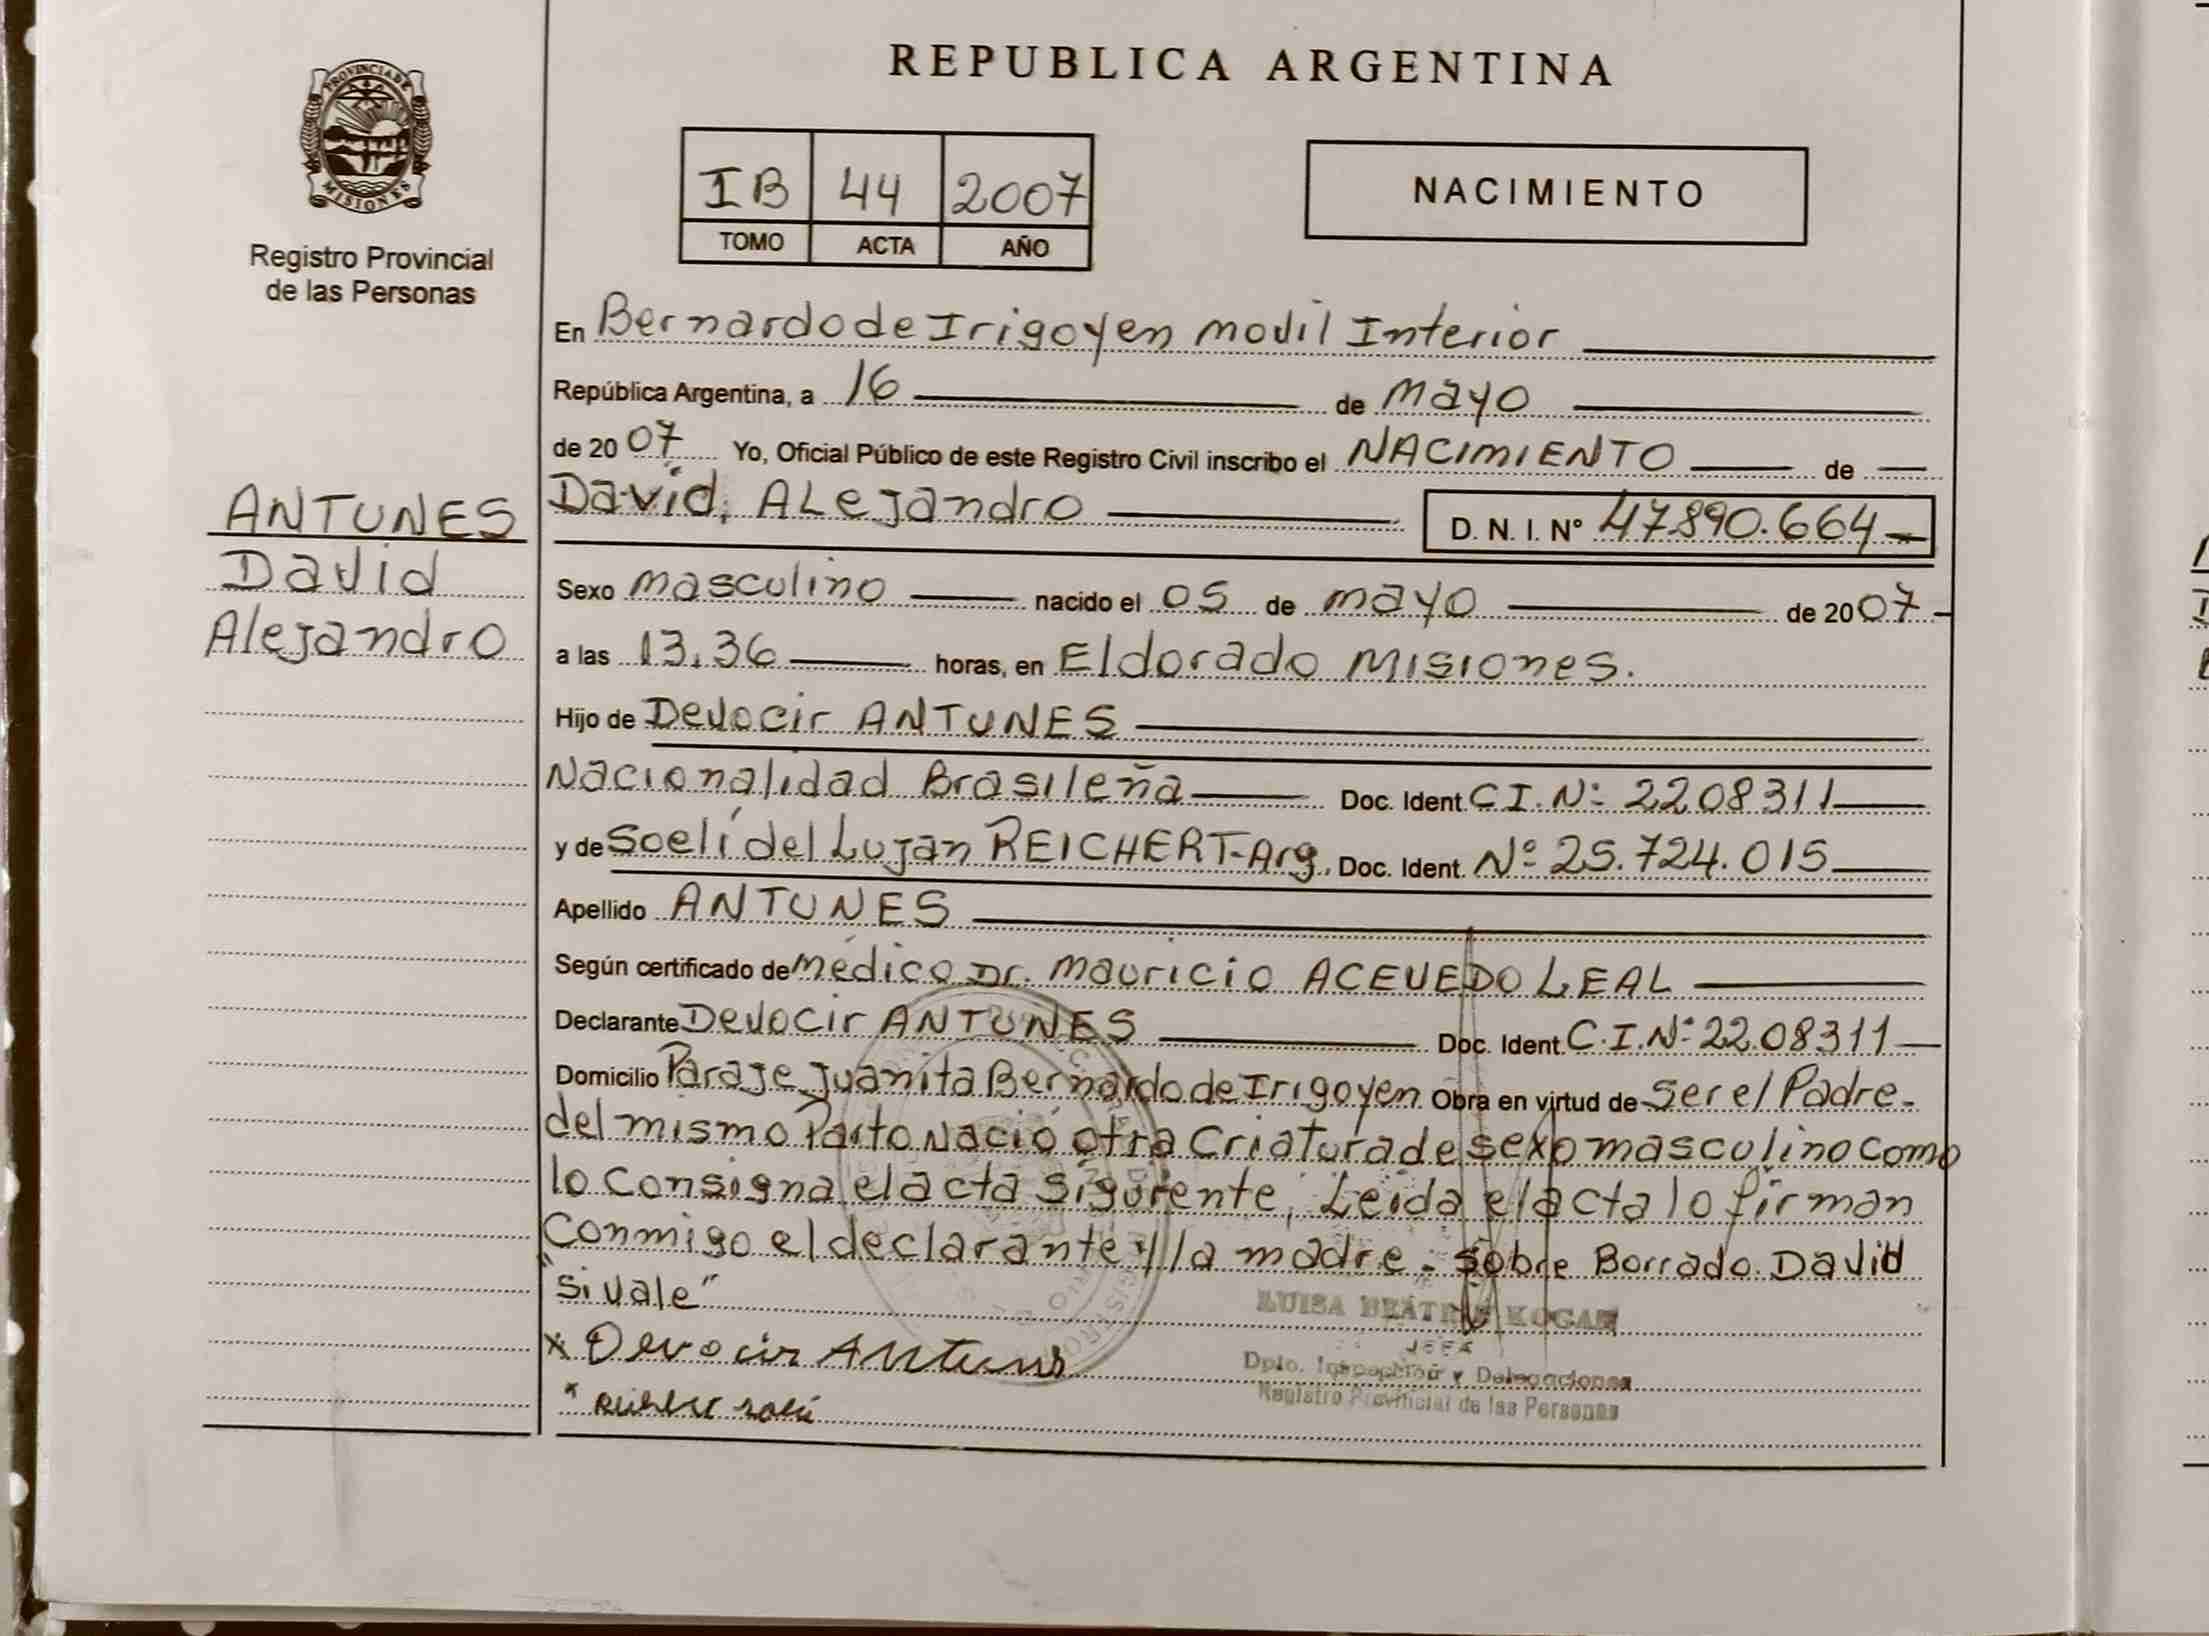 REPUBLICA ARGENTINA
PROVINCIA DE MISIONES
Registro Provincial
de las Personas
IB 44 2007
TOMO ACTA AÑO
NACIMIENTO
En Bernardo de Irigoyen movil Interior
República Argentina, a 16 de mayo
de 2007 Yo, Oficial Público de este Registro Civil inscribo el NACIMIENTO de
ANTUNES
David
Alejandro
David, ALejandro D. N. I. Nº 47890.664
Sexo masculino nacido el 05 de mayo de 2007
a las 13.36 horas, en Eldorado Misiones.
Hijo de Devocir ANTUNES
Nacionalidad Brasileña Doc. Ident. C I. Nº 2208311
y de Soelí del Lujan REICHERT-Arg. Doc. Ident. Nº 25.724.015
Apellido ANTUNES
Según certificado de médico Dr. Mauricio ACEVEDO LEAL
Declarante Devocir ANTUNES Doc. Ident. C.I.Nº 2208311
Domicilio Paraje Juanita Bernardo de Irigoyen Obra en virtud de Ser el Padre-
del mismo Parto Nació otra Criatura de sexo masculino como
lo Consigna el acta Siguiente, Leida el acta lo firman
Conmigo el declarante y la madre - Sobre Borrado. David
"Si vale"
x Devocir Antunes
LUISA BEATRIZ KOGAN
JEFA
Dpto. Inspección y Delegaciones
Registro Provincial de las Personas